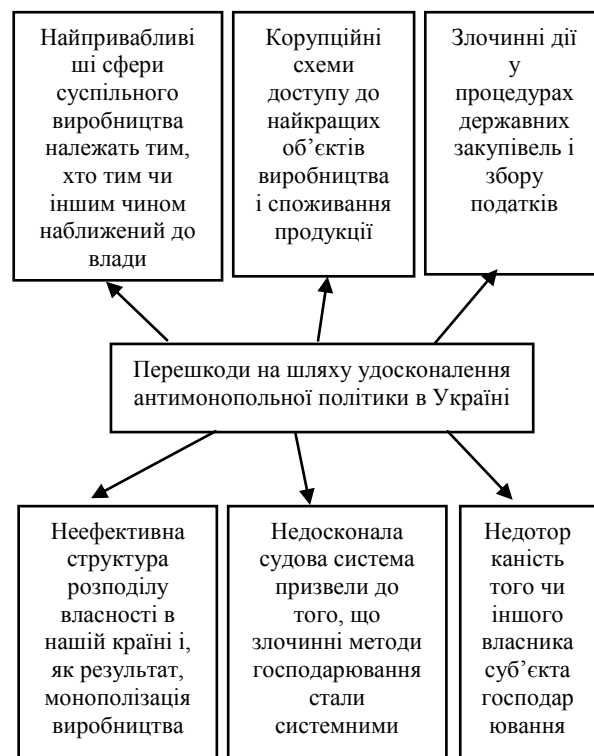 Найпривабливі
ші сфери
суспільного
виробництва
належать тим,
хто тим чи
іншим чином
наближений до
влади
Корупційні
схеми
доступу до
найкращих
об’єктів
виробництва
і споживання
продукції
Злочинні дії
у
процедурах
державних
закупівель і
збору
податків
Перешкоди на шляху удосконалення
антимонопольної політики в Україні
Неефективна
структура
розподілу
власності в
нашій країні і,
як результат,
монополізація
виробництва
Недосконала
судова система
призвели до
того, що
злочинні методи
господарювання
стали
системними
Недотор
каність
того чи
іншого
власника
суб’єкта
господар
ювання